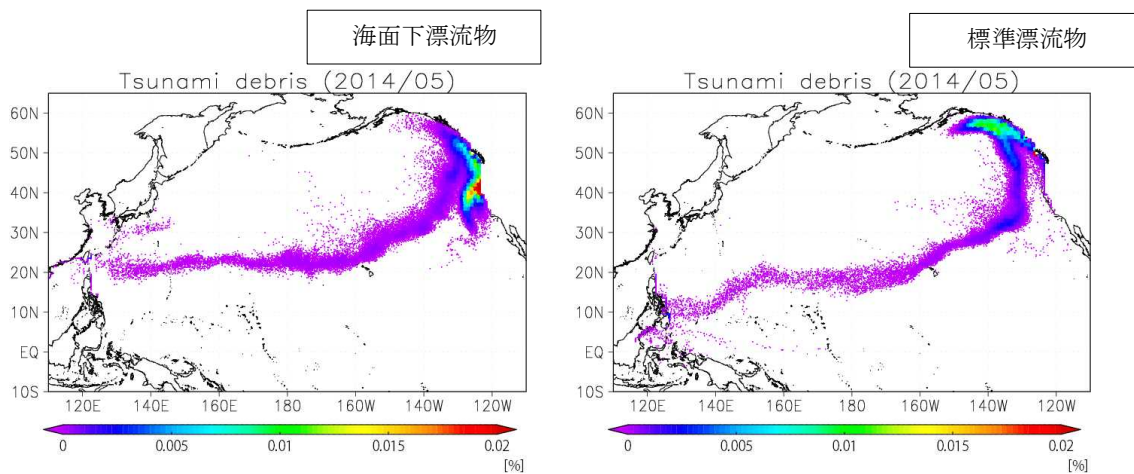 海面下漂流物
Tsunami debris (2014/05)
60N
50N
40N
30N
20N
10N
EQ
10S
120E 140E 160E 180 160W 140W 120W
0 0.005 0.01 0.015 0.02
[%]
標準漂流物
Tsunami debris (2014/05)
60N
50N
40N
30N
20N
10N
EQ
10S
120E 140E 160E 180 160W 140W 120W
0 0.005 0.01 0.015 0.02
[%]